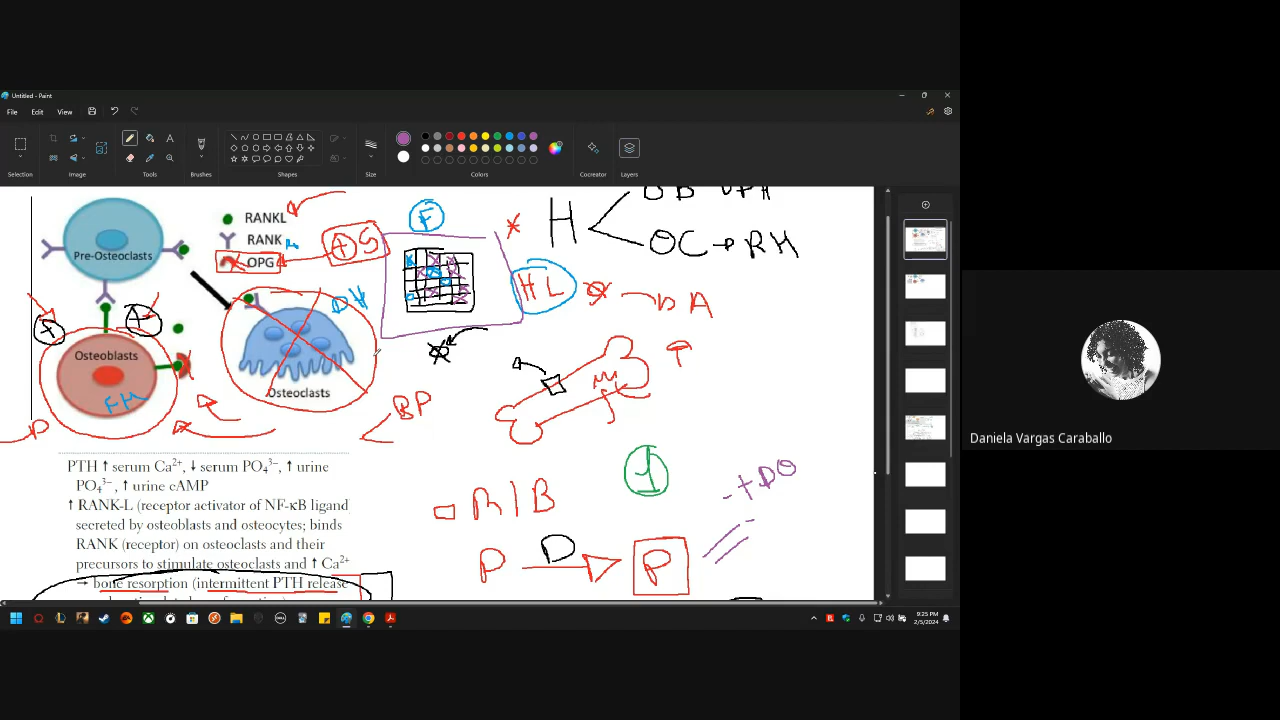 Untitled - Paint
File Edit View
Selection Image Tools Brushes Shapes Size Colors Cocreator Layers
RANKL
RANK
OPG
Pre-Osteoclasts
Osteoblasts
Osteoclasts
F
A S
H
OC → RH
H L
D A
A
FH
P
BP
R I B
P D P
PTH ↑ serum Ca²⁺, ↓ serum PO₄³⁻, ↑ urine
PO₄³⁻, ↑ urine cAMP
↑ RANK-L (receptor activator of NF-κB ligand
secreted by osteoblasts and osteocytes; binds
RANK (receptor) on osteoclasts and their
precursors to stimulate osteoclasts and ↑ Ca²⁺
→ bone resorption (intermittent PTH release
Daniela Vargas Caraballo
9:25 PM
2/5/2024